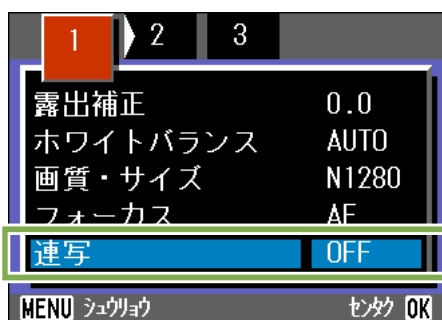 1 2 3
露出補正 0.0
ホワイトバランス AUTO
画質・サイズ N1280
フォーカス AF
連写 OFF
MENU ｼｭｳﾘｮｳ ｾﾝﾀｸ OK